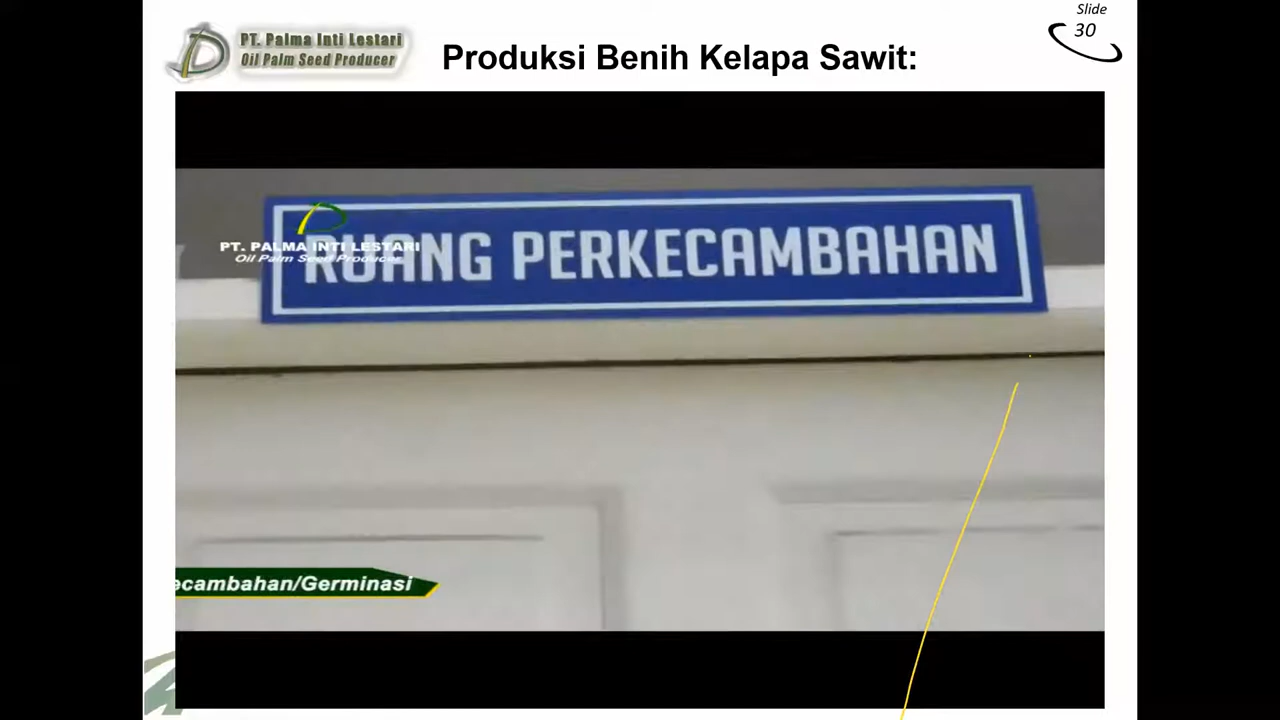 Slide
30
PT. Palma Inti Lestari
Oil Palm Seed Producer
Produksi Benih Kelapa Sawit:
PT. PALMA INTI LESTARI
Oil Palm Seed Producer
RUANG PERKECAMBAHAN
ecambahan/Germinasi